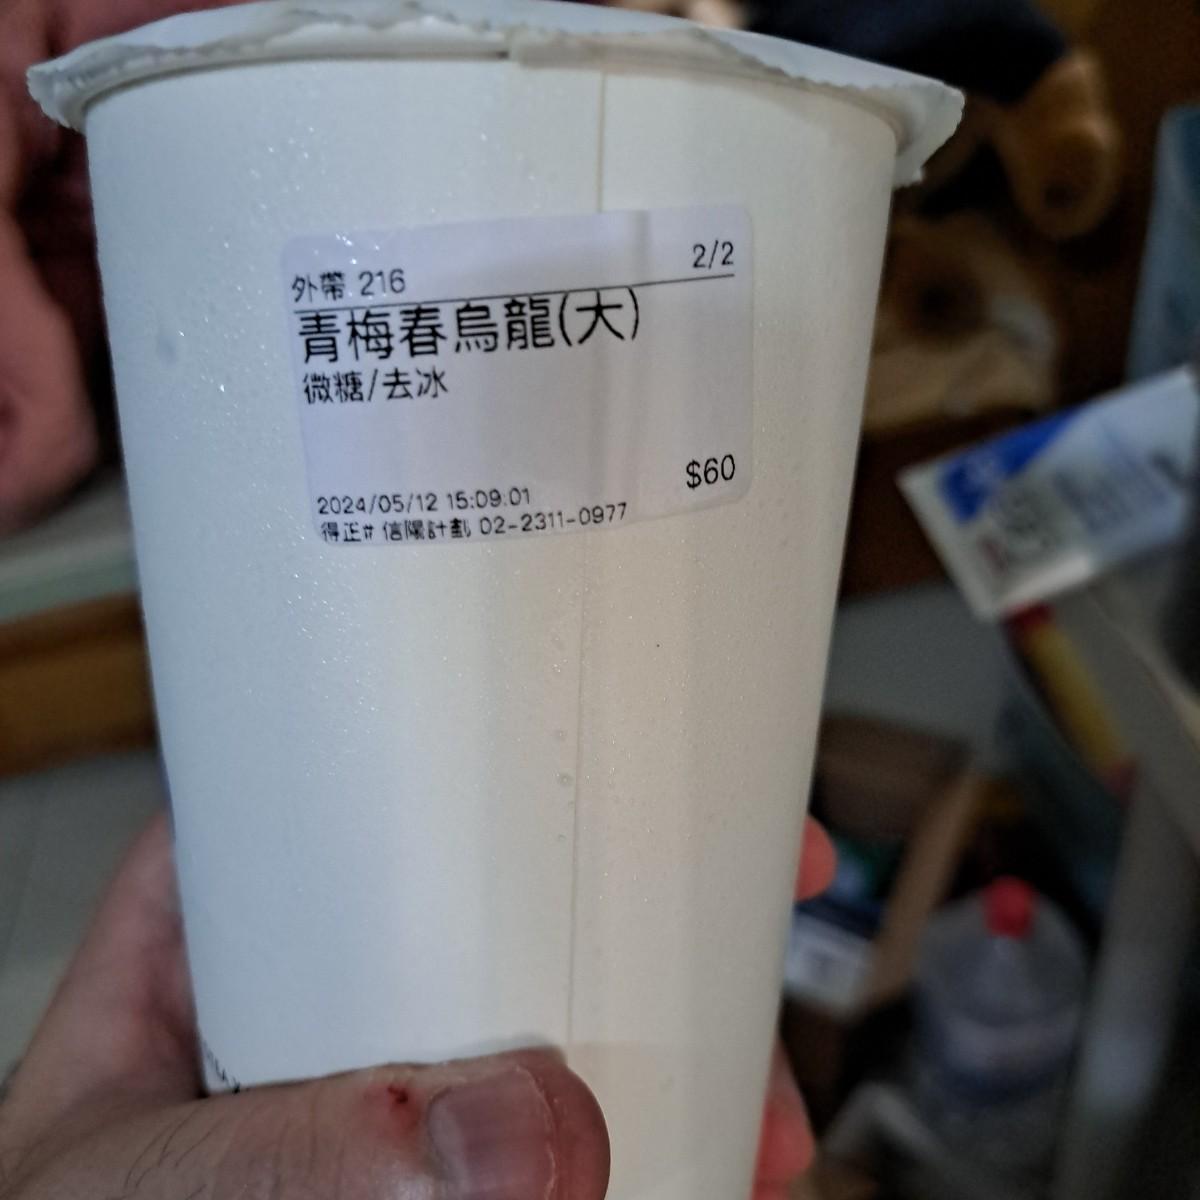 外帶 216 2/2
青梅春烏龍(大)
微糖/去冰
$60
2024/05/12 15:09:01
得正# 信陽計劃 02-2311-0977